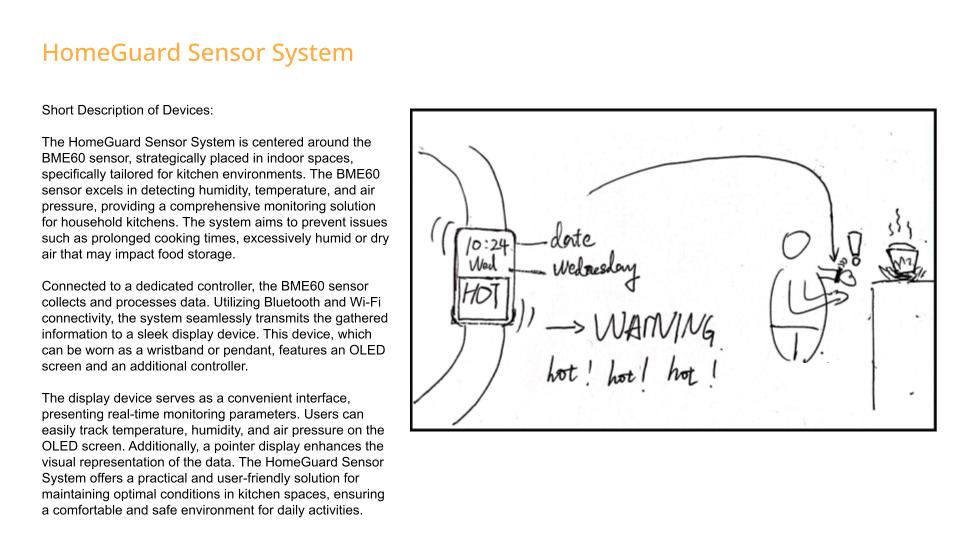 HomeGuard Sensor System
Short Description of Devices:
The HomeGuard Sensor System is centered around the
BME60 sensor, strategically placed in indoor spaces,
specifically tailored for kitchen environments. The BME60
sensor excels in detecting humidity, temperature, and air
pressure, providing a comprehensive monitoring solution
for household kitchens. The system aims to prevent issues
such as prolonged cooking times, excessively humid or dry
air that may impact food storage.
Connected to a dedicated controller, the BME60 sensor
collects and processes data. Utilizing Bluetooth and Wi-Fi
connectivity, the system seamlessly transmits the gathered
information to a sleek display device. This device, which
can be worn as a wristband or pendant, features an OLED
screen and an additional controller.
The display device serves as a convenient interface,
presenting real-time monitoring parameters. Users can
easily track temperature, humidity, and air pressure on the
OLED screen. Additionally, a pointer display enhances the
visual representation of the data. The HomeGuard Sensor
System offers a practical and user-friendly solution for
maintaining optimal conditions in kitchen spaces, ensuring
a comfortable and safe environment for daily activities.
10:24
Wed
HOT
date
Wednesday
WARNING
hot! hot! hot!
!